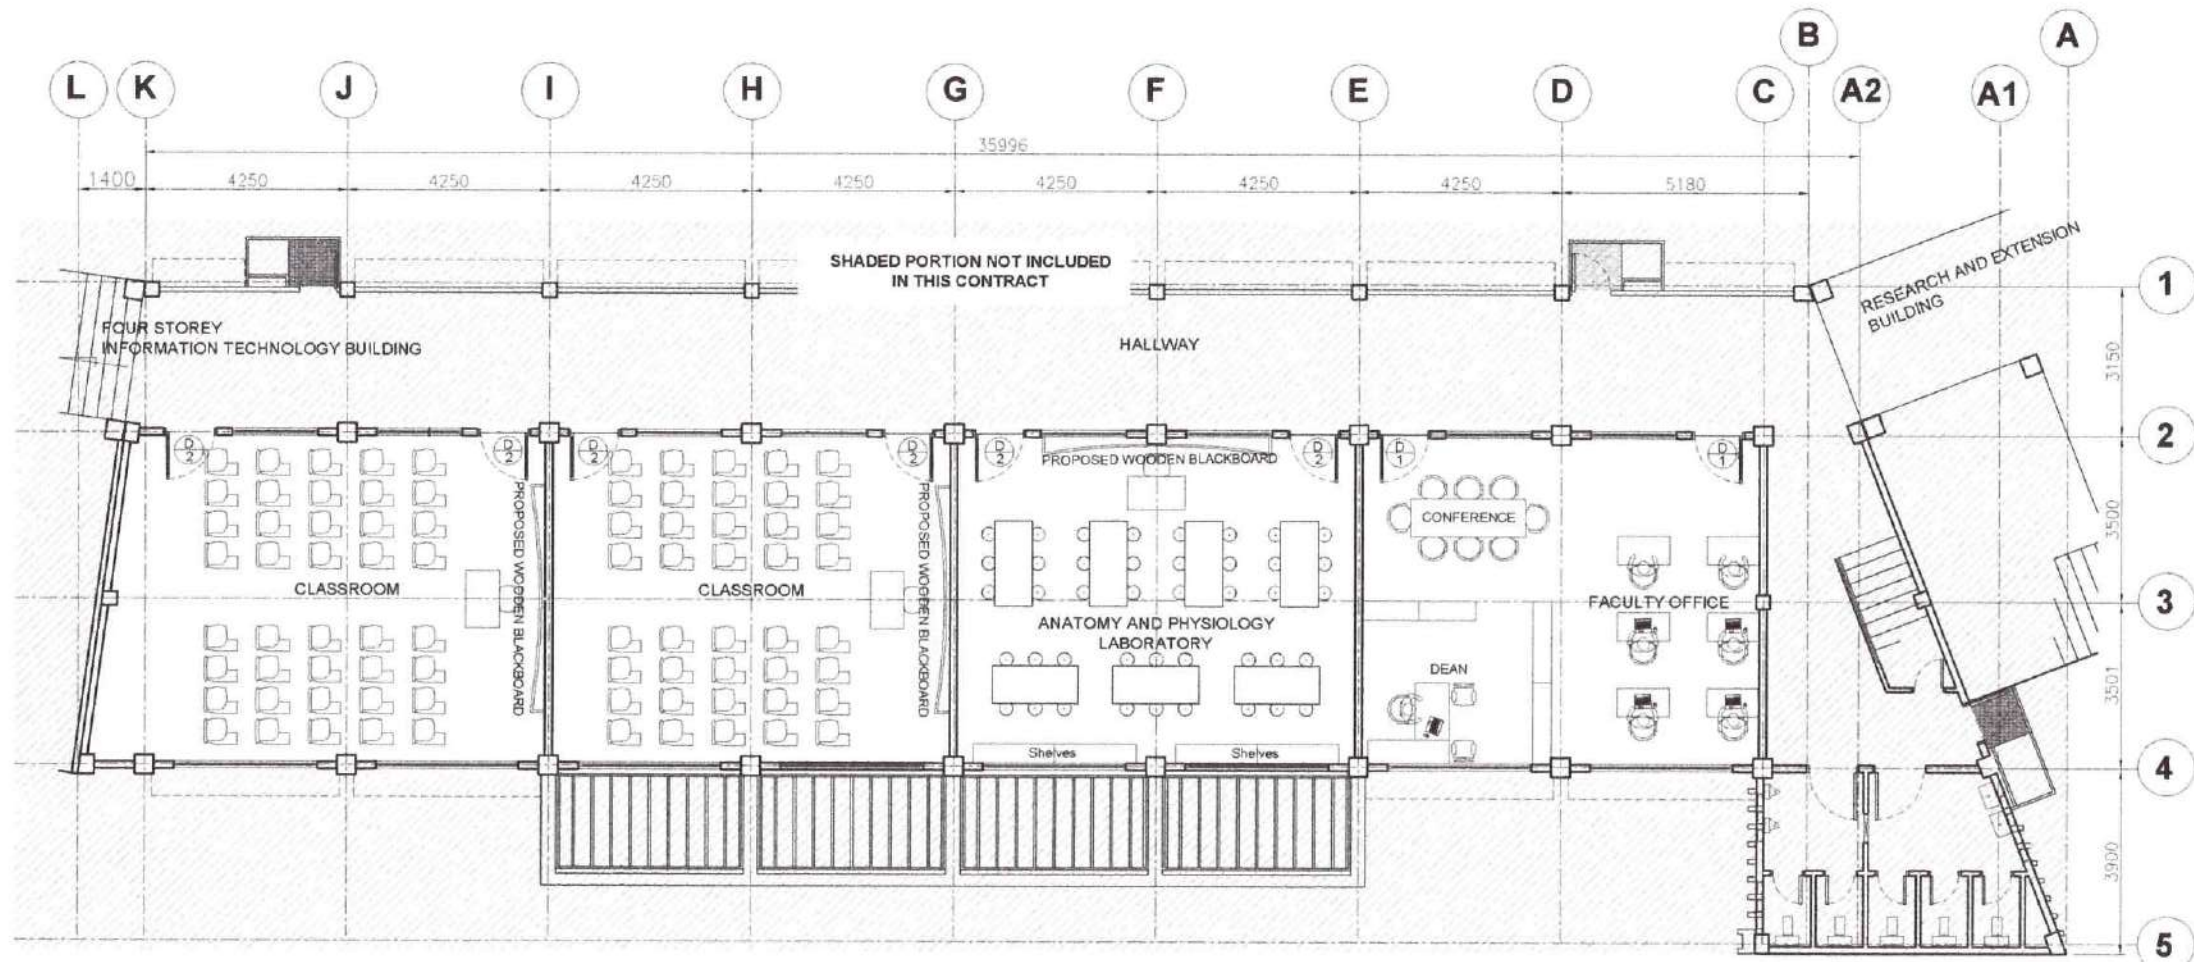 B
A
L
K
J
I
H
G
F
E
D
C
A2
A1
35996
1400
4250
4250
4250
4250
4250
4250
4250
5180
SHADED PORTION NOT INCLUDED
IN THIS CONTRACT
RESEARCH AND EXTENSION
BUILDING
1
FOUR STOREY
INFORMATION TECHNOLOGY BUILDING
HALLWAY
3150
2
D
2
D
2
D
2
D
2
D
2
D
2
D
1
D
1
PROPOSED WOODEN BLACKBOARD
PROPOSED WOODEN BLACKBOARD
PROPOSED WOODEN BLACKBOARD
CONFERENCE
3500
CLASSROOM
CLASSROOM
FACULTY OFFICE
3
ANATOMY AND PHYSIOLOGY
LABORATORY
DEAN
3501
Shelves
Shelves
4
3900
5